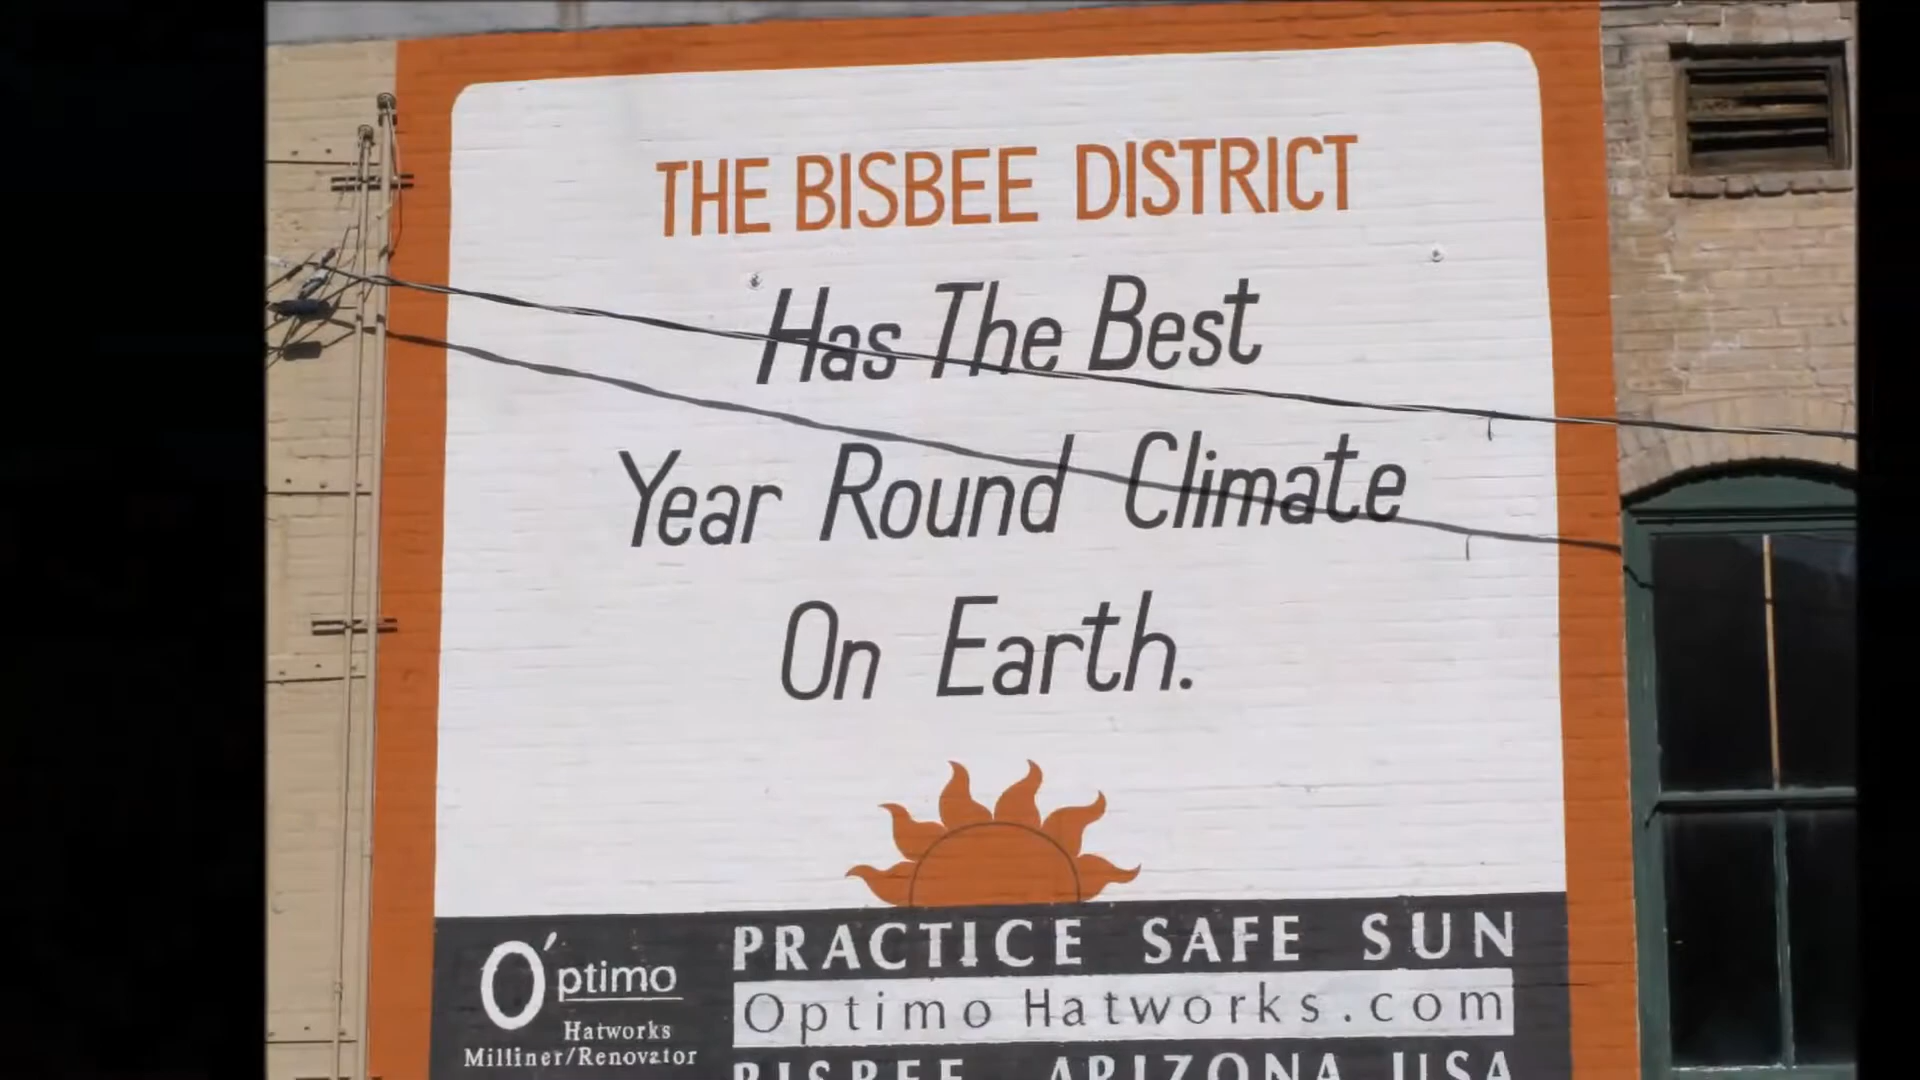 THE BISBEE DISTRICT
Has The Best
Year Round Climate
On Earth.
O'ptimo
Hatworks
Milliner/Renovator
PRACTICE SAFE SUN
OptimoHatworks.com
BISBEE, ARIZONA USA